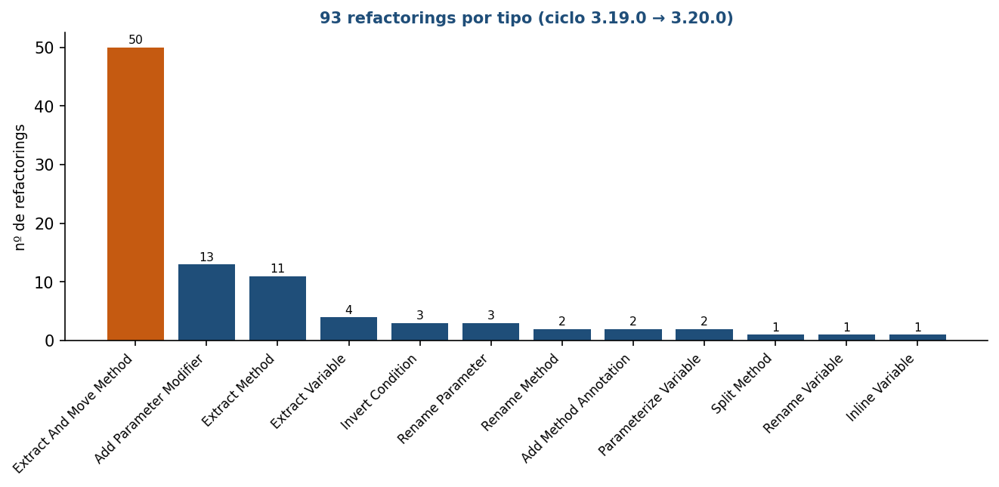 93 refactorings por tipo (ciclo 3.19.0 → 3.20.0)
nº de refactorings
50
40
30
20
10
0
50
13
11
4
3
3
2
2
2
1
1
1
Extract And Move Method
Add Parameter Modifier
Extract Method
Extract Variable
Invert Condition
Rename Parameter
Rename Method
Add Method Annotation
Parameterize Variable
Split Method
Rename Variable
Inline Variable